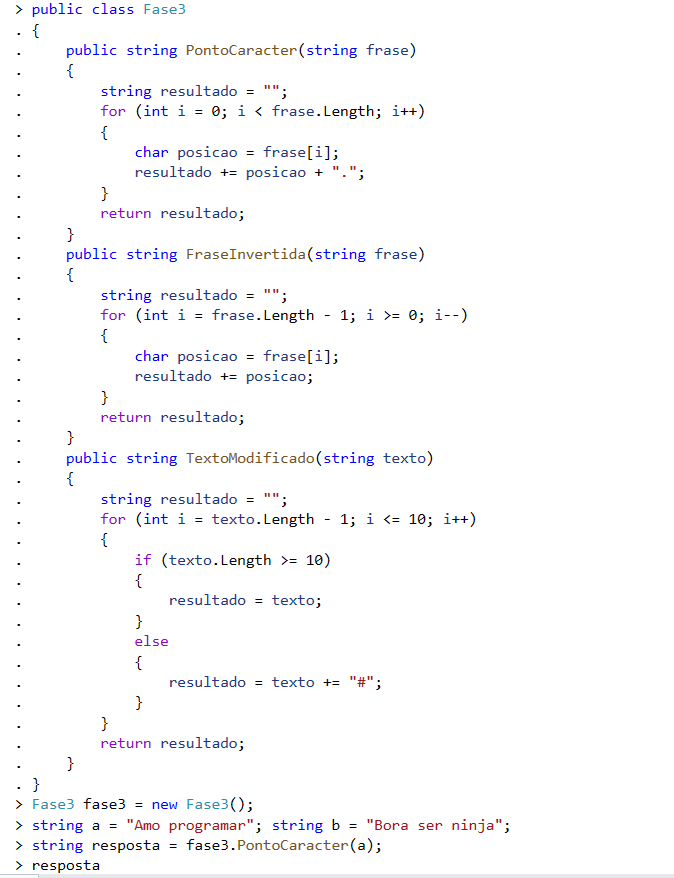 > public class Fase3
. {
.     public string PontoCaracter(string frase)
.     {
.         string resultado = "";
.         for (int i = 0; i < frase.Length; i++)
.         {
.             char posicao = frase[i];
.             resultado += posicao + ".";
.         }
.         return resultado;
.     }
.     public string FraseInvertida(string frase)
.     {
.         string resultado = "";
.         for (int i = frase.Length - 1; i >= 0; i--)
.         {
.             char posicao = frase[i];
.             resultado += posicao;
.         }
.         return resultado;
.     }
.     public string TextoModificado(string texto)
.     {
.         string resultado = "";
.         for (int i = texto.Length - 1; i <= 10; i++)
.         {
.             if (texto.Length >= 10)
.             {
.                 resultado = texto;
.             }
.             else
.             {
.                 resultado = texto += "#";
.             }
.         }
.         return resultado;
.     }
. }
> Fase3 fase3 = new Fase3();
> string a = "Amo programar"; string b = "Bora ser ninja";
> string resposta = fase3.PontoCaracter(a);
> resposta